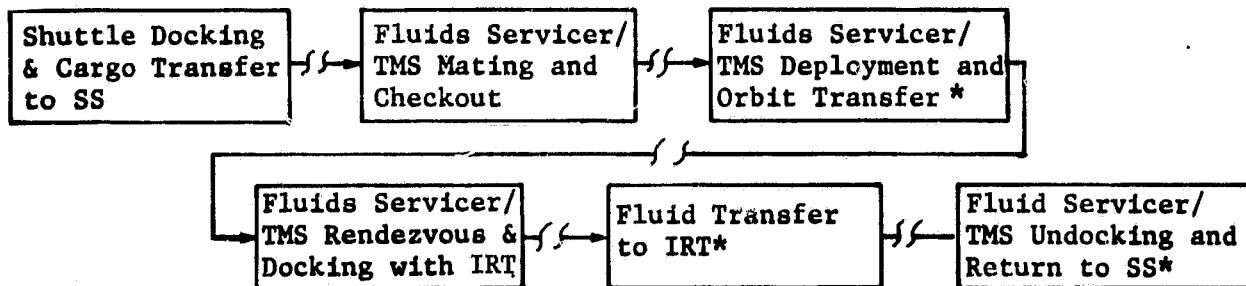 Shuttle Docking
& Cargo Transfer
to SS
Fluids Servicer/
TMS Mating and
Checkout
Fluids Servicer/
TMS Deployment and
Orbit Transfer *
Fluids Servicer/
TMS Rendezvous &
Docking with IRT
Fluid Transfer
to IRT*
Fluid Servicer/
TMS Undocking and
Return to SS*